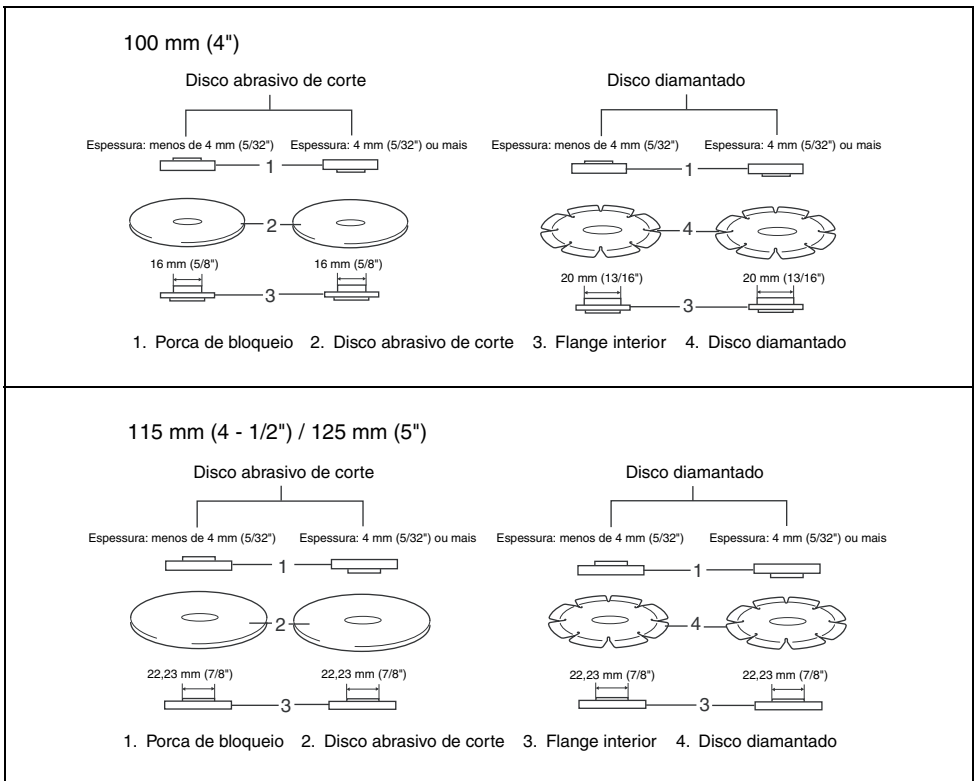 100 mm (4")
Disco abrasivo de corte Disco diamantado
Espessura: menos de 4 mm (5/32") Espessura: 4 mm (5/32") ou mais Espessura: menos de 4 mm (5/32") Espessura: 4 mm (5/32") ou mais
1 1
2 4
16 mm (5/8") 16 mm (5/8") 20 mm (13/16") 20 mm (13/16")
3 3
1. Porca de bloqueio 2. Disco abrasivo de corte 3. Flange interior 4. Disco diamantado
115 mm (4 - 1/2") / 125 mm (5")
Disco abrasivo de corte Disco diamantado
Espessura: menos de 4 mm (5/32") Espessura: 4 mm (5/32") ou mais Espessura: menos de 4 mm (5/32") Espessura: 4 mm (5/32") ou mais
1 1
2 4
22,23 mm (7/8") 22,23 mm (7/8") 22,23 mm (7/8") 22,23 mm (7/8")
3 3
1. Porca de bloqueio 2. Disco abrasivo de corte 3. Flange interior 4. Disco diamantado